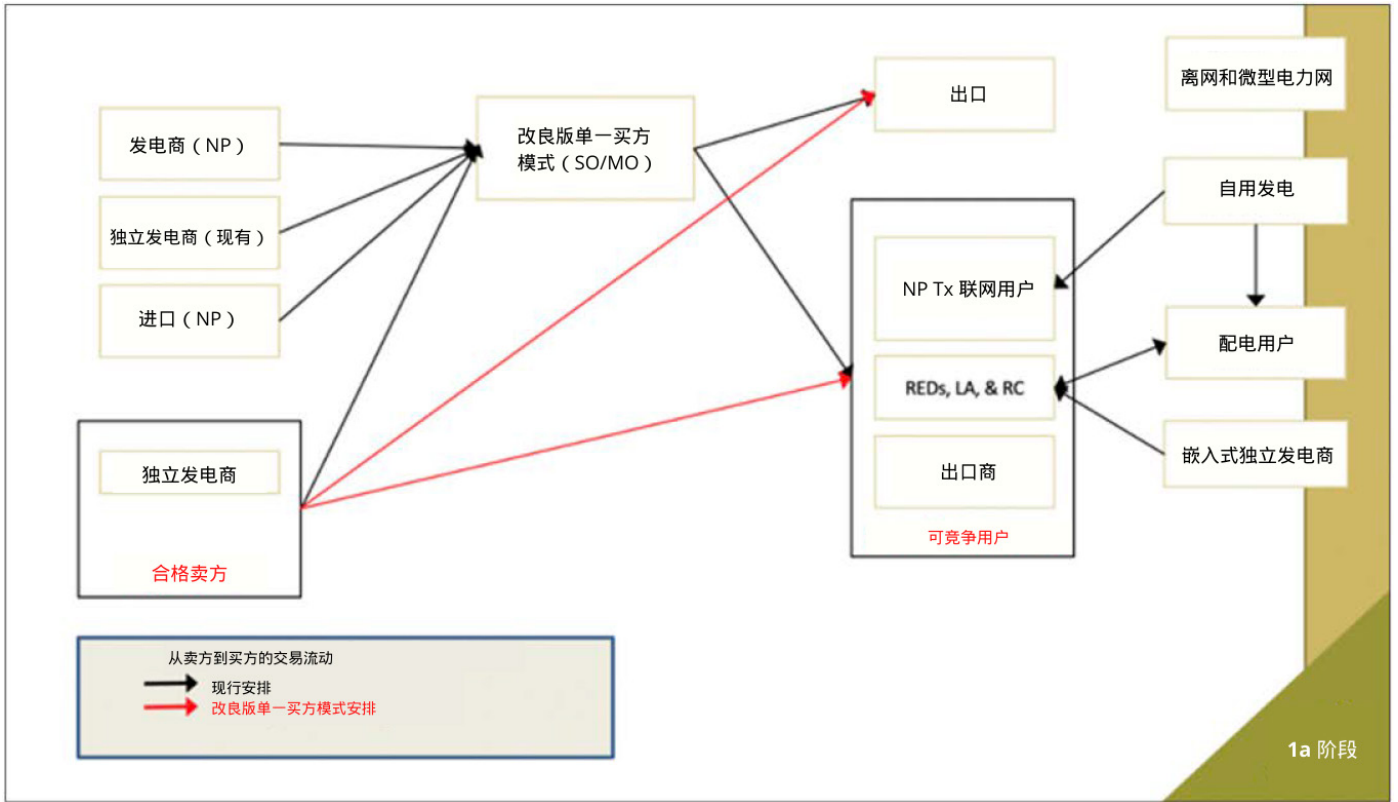 发电商（NP）
独立发电商（现有）
进口（NP）
独立发电商
合格卖方
改良版单一买方
模式（SO/MO）
出口
NP Tx 联网用户
REDs, LA, & RC
出口商
可竞争用户
离网和微型电力网
自用发电
配电用户
嵌入式独立发电商
从卖方到买方的交易流动
现行安排
改良版单一买方模式安排
1a 阶段